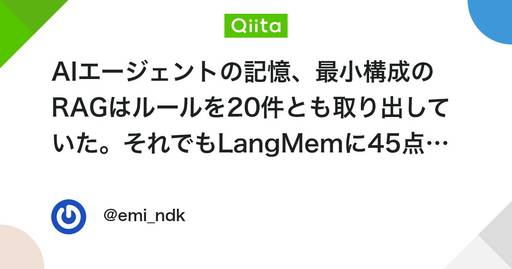 Qiita
AIエージェントの記憶、最小構成の
RAGはルールを20件とも取り出して
いた。それでもLangMemに45点…
@emi_ndk